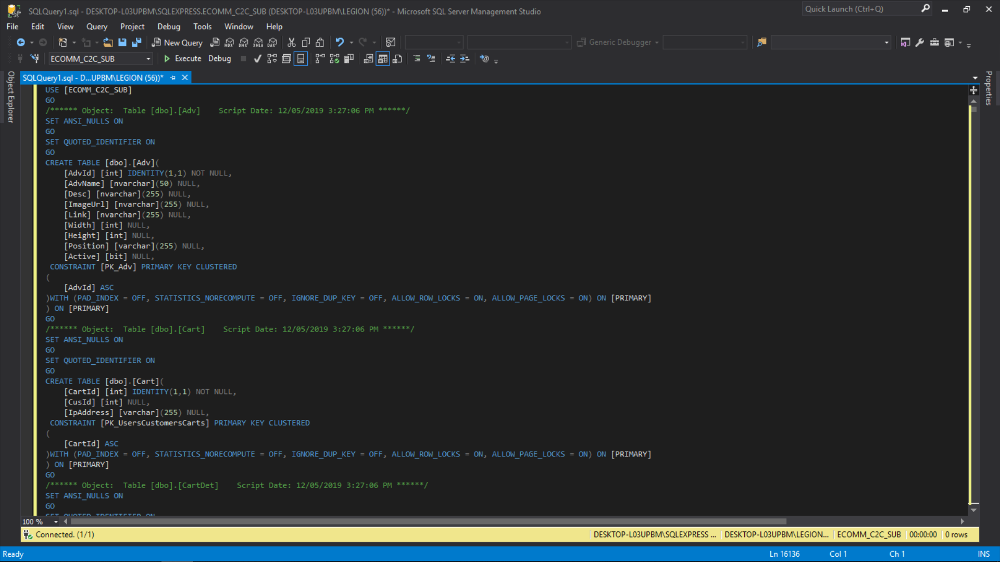 SQLQuery1.sql - DESKTOP-L03UPBM\SQLEXPRESS.ECOMM_C2C_SUB (DESKTOP-L03UPBM\LEGION (56))* - Microsoft SQL Server Management Studio
Quick Launch (Ctrl+Q)
File Edit View Query Project Debug Tools Window Help
New Query MDX DMX XMLA DAX Generic Debugger
ECOMM_C2C_SUB Execute Debug
Object Explorer
SQLQuery1.sql - D...UPBM\LEGION (56))*
Properties
USE [ECOMM_C2C_SUB]
GO
/****** Object:  Table [dbo].[Adv]    Script Date: 12/05/2019 3:27:06 PM ******/
SET ANSI_NULLS ON
GO
SET QUOTED_IDENTIFIER ON
GO
CREATE TABLE [dbo].[Adv](
[AdvId] [int] IDENTITY(1,1) NOT NULL,
[AdvName] [nvarchar](50) NULL,
[Desc] [nvarchar](255) NULL,
[ImageUrl] [nvarchar](255) NULL,
[Link] [nvarchar](255) NULL,
[Width] [int] NULL,
[Height] [int] NULL,
[Position] [varchar](255) NULL,
[Active] [bit] NULL,
CONSTRAINT [PK_Adv] PRIMARY KEY CLUSTERED
(
[AdvId] ASC
)WITH (PAD_INDEX = OFF, STATISTICS_NORECOMPUTE = OFF, IGNORE_DUP_KEY = OFF, ALLOW_ROW_LOCKS = ON, ALLOW_PAGE_LOCKS = ON) ON [PRIMARY]
) ON [PRIMARY]
GO
/****** Object:  Table [dbo].[Cart]    Script Date: 12/05/2019 3:27:06 PM ******/
SET ANSI_NULLS ON
GO
SET QUOTED_IDENTIFIER ON
GO
CREATE TABLE [dbo].[Cart](
[CartId] [int] IDENTITY(1,1) NOT NULL,
[CusId] [int] NULL,
[IpAddress] [varchar](255) NULL,
CONSTRAINT [PK_UsersCustomersCarts] PRIMARY KEY CLUSTERED
(
[CartId] ASC
)WITH (PAD_INDEX = OFF, STATISTICS_NORECOMPUTE = OFF, IGNORE_DUP_KEY = OFF, ALLOW_ROW_LOCKS = ON, ALLOW_PAGE_LOCKS = ON) ON [PRIMARY]
) ON [PRIMARY]
GO
/****** Object:  Table [dbo].[CartDet]    Script Date: 12/05/2019 3:27:06 PM ******/
SET ANSI_NULLS ON
GO
SET QUOTED_IDENTIFIER ON
100 %
Connected. (1/1) DESKTOP-L03UPBM\SQLEXPRESS ... DESKTOP-L03UPBM\LEGION... ECOMM_C2C_SUB 00:00:00 0 rows
Ready Ln 16136 Col 1 Ch 1 INS